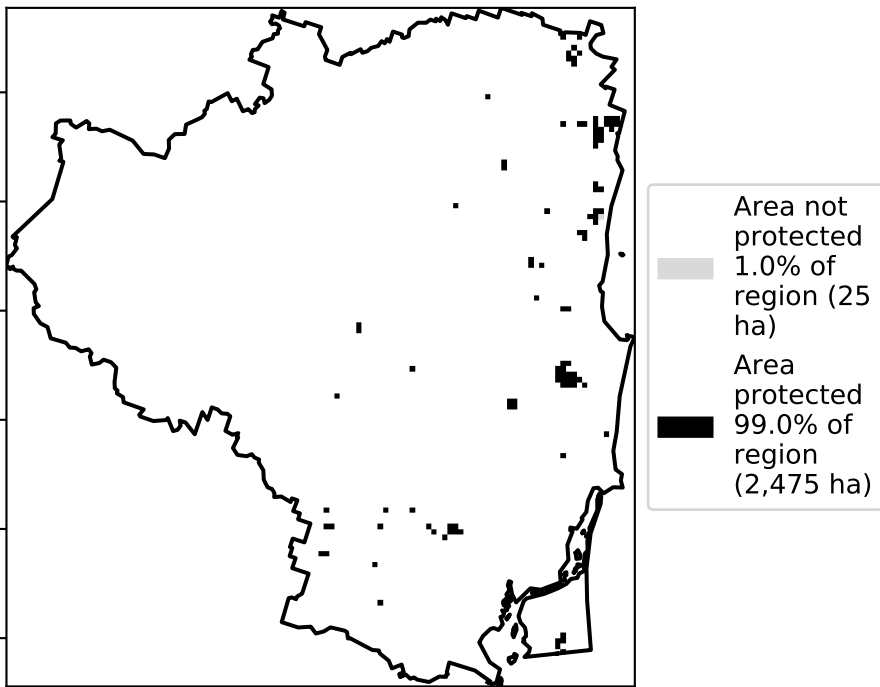 Area not
protected
1.0% of
region (25
ha)
Area
protected
99.0% of
region
(2,475 ha)